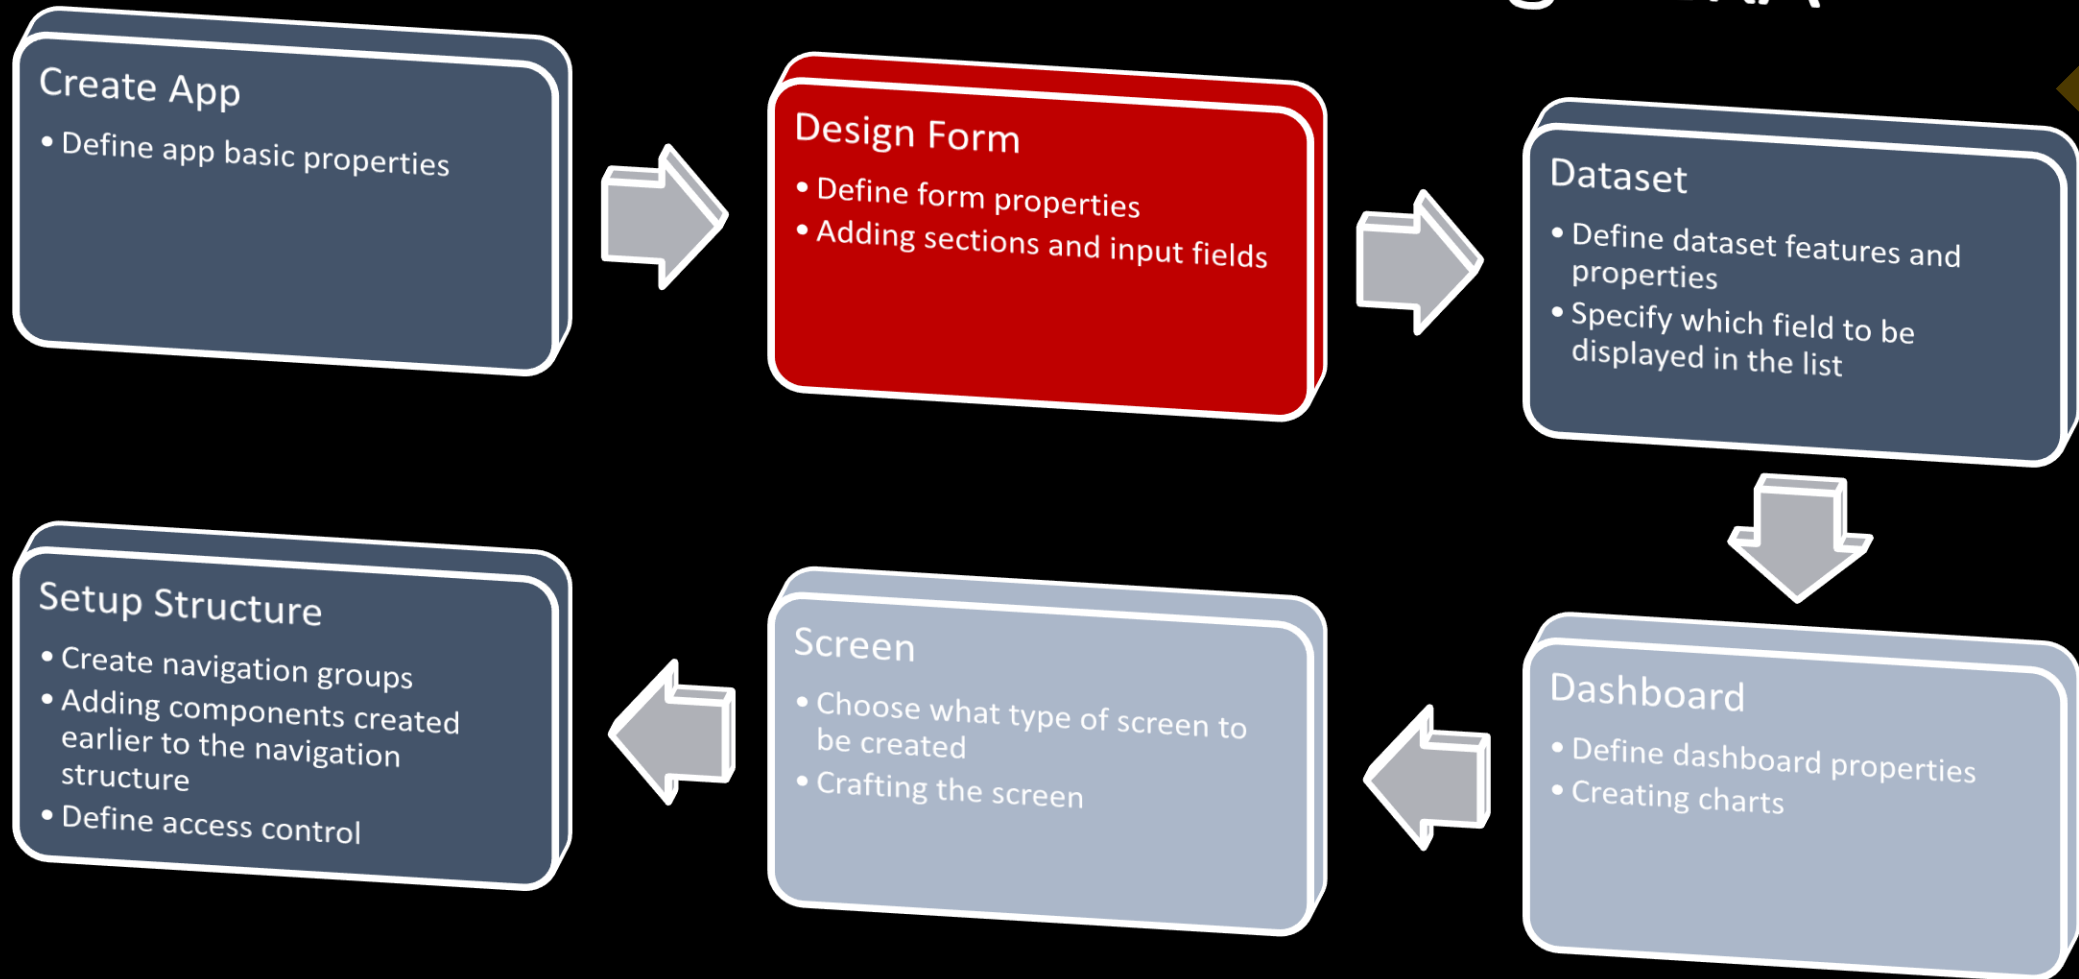 Create App
• Define app basic properties
Design Form
• Define form properties
• Adding sections and input fields
Dataset
• Define dataset features and
properties
• Specify which field to be
displayed in the list
Setup Structure
• Create navigation groups
• Adding components created
earlier to the navigation
structure
• Define access control
Screen
• Choose what type of screen to
be created
• Crafting the screen
Dashboard
• Define dashboard properties
• Creating charts